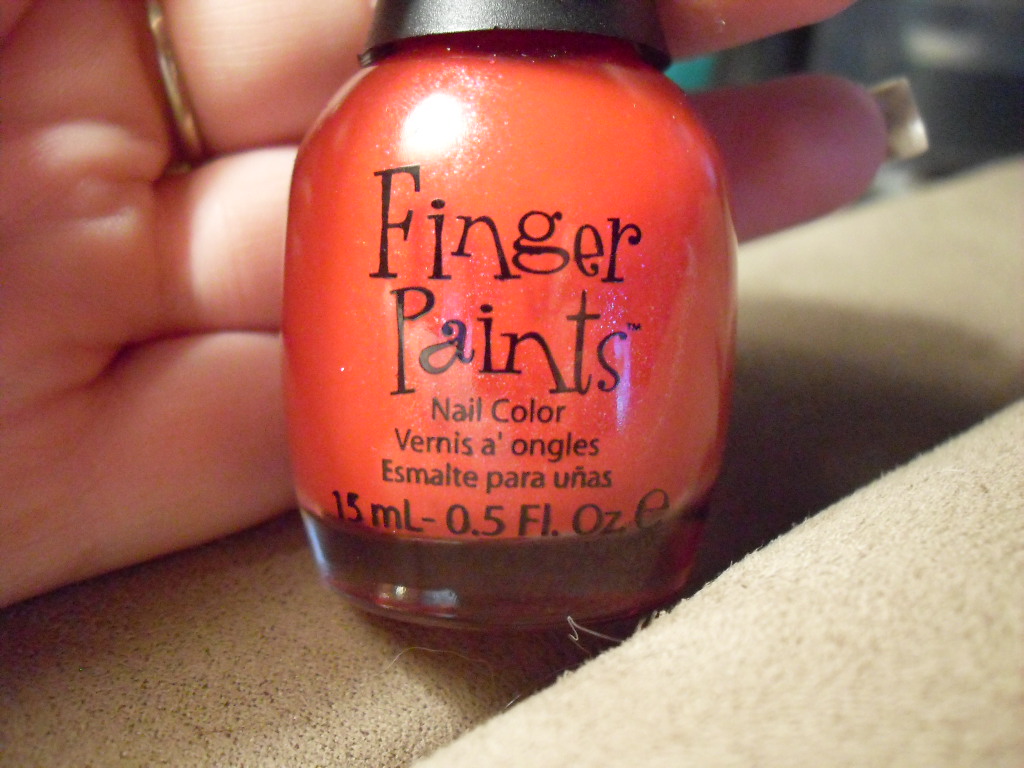 Finger
Paints™
Nail Color
Vernis a' ongles
Esmalte para uñas
15 mL- 0.5 Fl. Oz. ℮